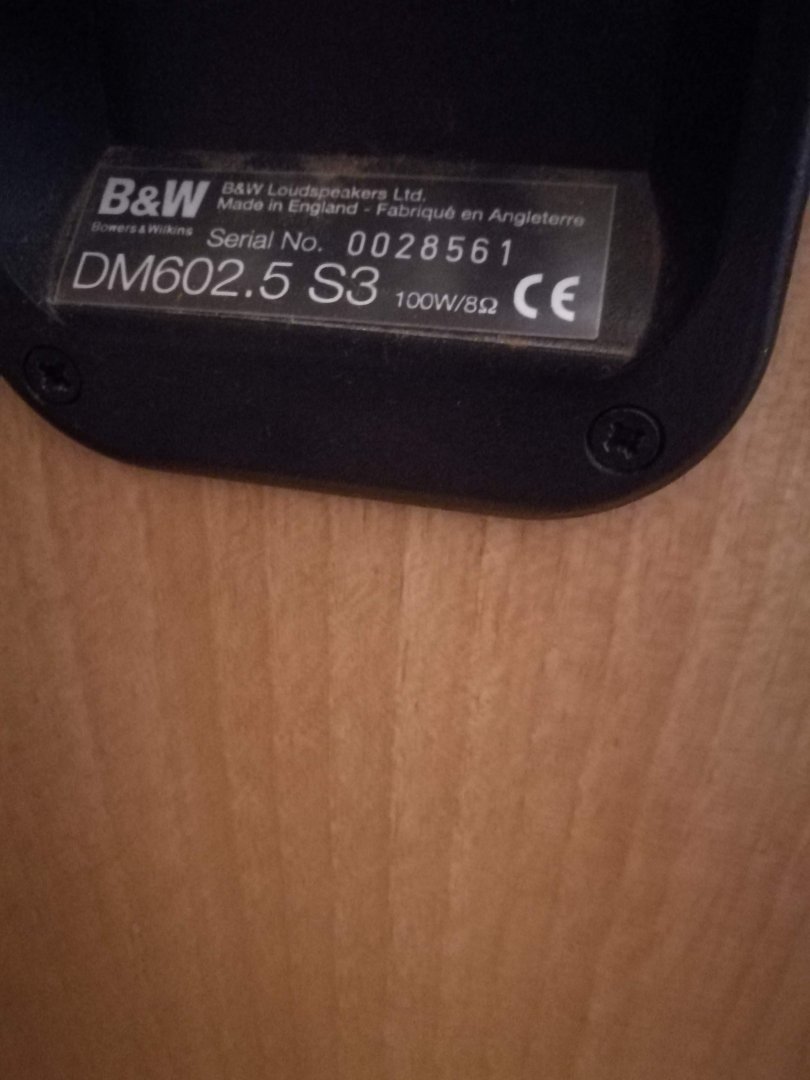 B&W
Bowers & Wilkins
B&W Loudspeakers Ltd.
Made in England - Fabriqué en Angleterre
Serial No. 0028561
DM602.5 S3 100W/8Ω CE